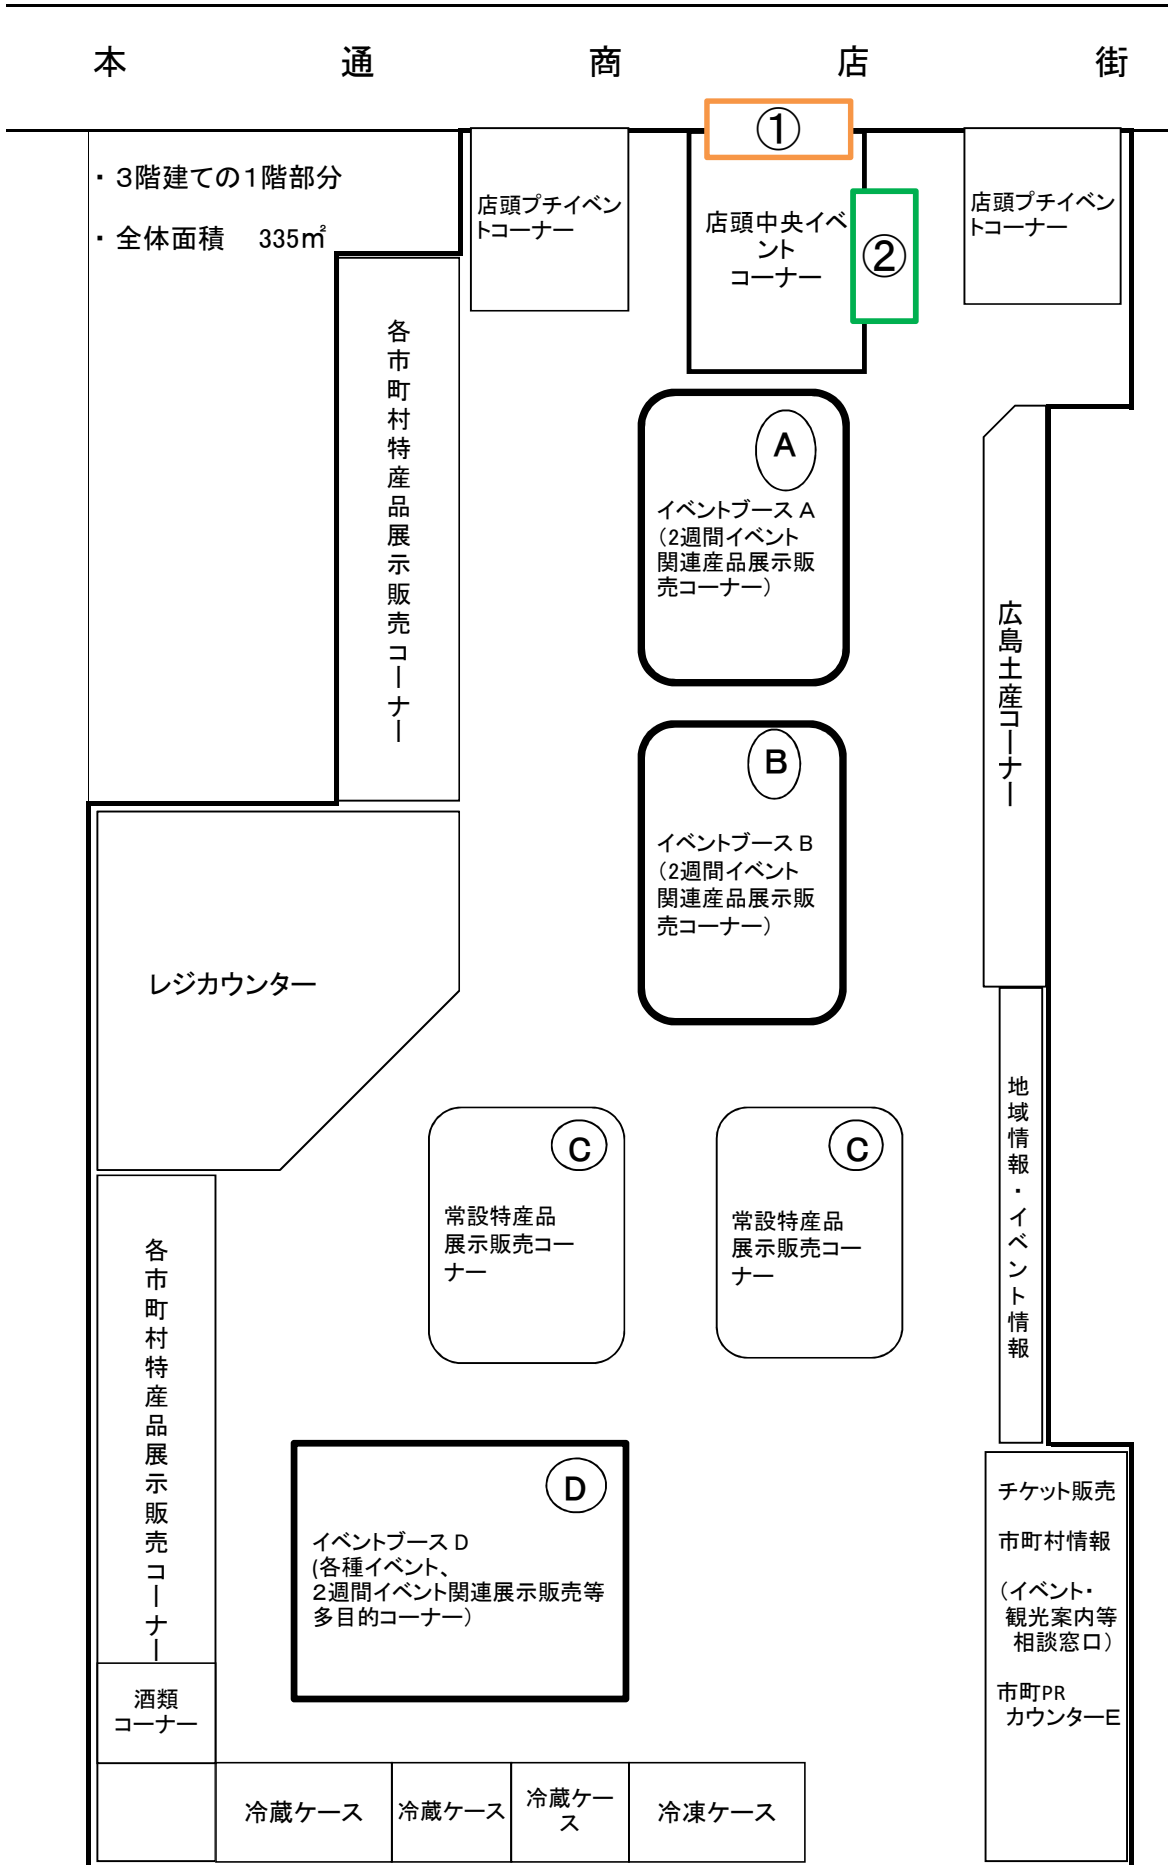 本通商店街
①
・３階建ての１階部分
・全体面積　335㎡
店頭プチイベン
トコーナー
店頭中央イベ
ント
コーナー
②
店頭プチイベン
トコーナー
各市町村特産品展示販売コーナー
A
イベントブース A
（2週間イベント
関連産品展示販
売コーナー）
広島土産コーナー
B
イベントブース B
（2週間イベント
関連産品展示販
売コーナー）
レジカウンター
地域情報・イベント情報
C
常設特産品
展示販売コー
ナー
C
常設特産品
展示販売コー
ナー
各市町村特産品展示販売コーナー
D
イベントブース D
(各種イベント、
２週間イベント関連展示販売等
多目的コーナー）
チケット販売
市町村情報
（イベント・
観光案内等
相談窓口）
市町PR
カウンターE
酒類
コーナー
冷蔵ケース
冷蔵ケース
冷蔵ケー
ス
冷凍ケース